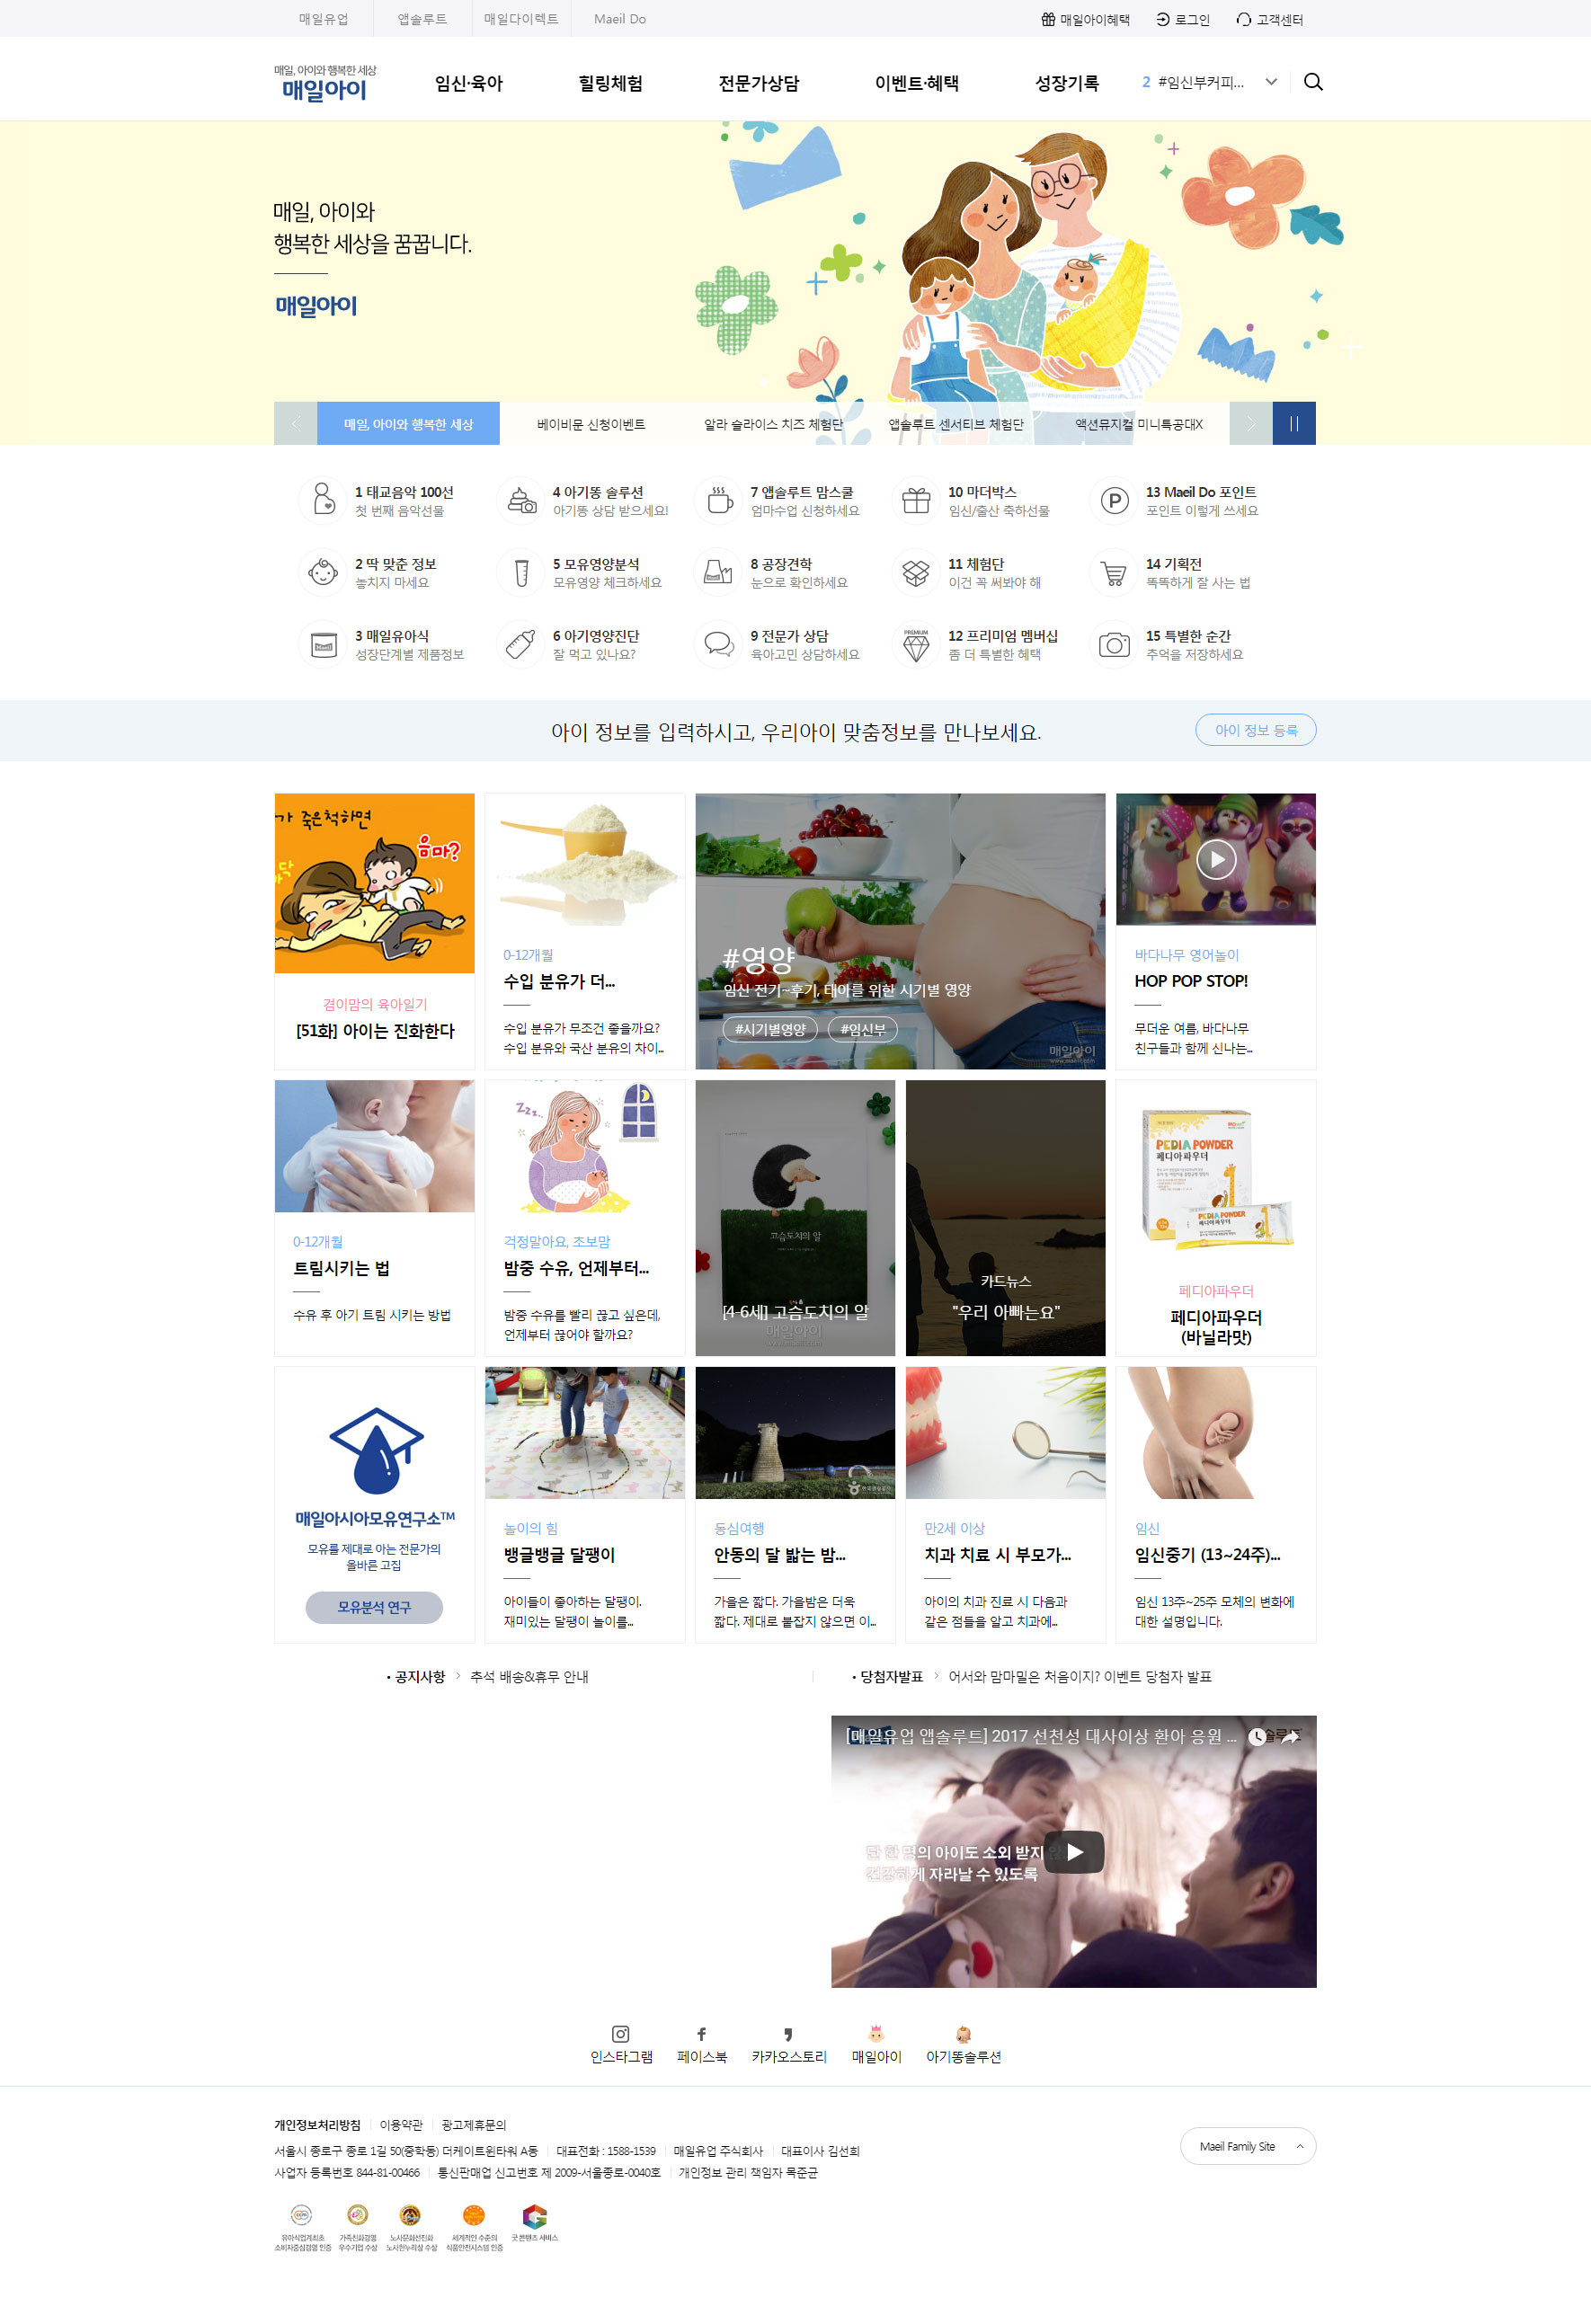 매일유업
앱솔루트
매일다이렉트
Maeil Do
매일아이혜택
로그인
고객센터
매일, 아이와 행복한 세상
매일아이
임신·육아
힐링체험
전문가상담
이벤트·혜택
성장기록
2 #임신부커피...
매일, 아이와
행복한 세상을 꿈꿉니다.
매일아이
매일, 아이와 행복한 세상
베이비문 신청이벤트
알라 슬라이스 치즈 체험단
앱솔루트 센서티브 체험단
액션뮤지컬 미니특공대X
1 태교음악 100선
첫 번째 음악선물
4 아기똥 솔루션
아기똥 상담 받으세요!
7 앱솔루트 맘스쿨
엄마수업 신청하세요
10 마더박스
임신/출산 축하선물
13 Maeil Do 포인트
포인트 이렇게 쓰세요
2 딱 맞춘 정보
놓치지 마세요
5 모유영양분석
모유영양 체크하세요
8 공장견학
눈으로 확인하세요
11 체험단
이건 꼭 써봐야 해
14 기획전
똑똑하게 잘 사는 법
3 매일유아식
성장단계별 제품정보
6 아기영양진단
잘 먹고 있나요?
9 전문가 상담
육아고민 상담하세요
PREMIUM
12 프리미엄 멤버십
좀 더 특별한 혜택
15 특별한 순간
추억을 저장하세요
아이 정보를 입력하시고, 우리아이 맞춤정보를 만나보세요.
아이 정보 등록
가 죽은척하면
음마?
겸이맘의 육아일기
[51화] 아이는 진화한다
0-12개월
수입 분유가 더...
수입 분유가 무조건 좋을까요?
수입 분유와 국산 분유의 차이...
#영양
임신 전기~후기, 태아를 위한 시기별 영양
#시기별영양
#임신부
매일아이
바다나무 영어놀이
HOP POP STOP!
무더운 여름, 바다나무
친구들과 함께 신나는...
0-12개월
트림시키는 법
수유 후 아기 트림 시키는 방법
Zzz..
걱정말아요, 초보맘
밤중 수유, 언제부터...
밤중 수유를 빨리 끊고 싶은데,
언제부터 끊어야 할까요?
고슴도치의 알
[4-6세] 고슴도치의 알
매일아이
카드뉴스
"우리 아빠는요"
PEDIA POWDER
페디아파우더
PEDIA POWDER
페디아파우더
페디아파우더
페디아파우더
(바닐라맛)
매일아시아모유연구소™
모유를 제대로 아는 전문가의
올바른 고집
모유분석 연구
놀이의 힘
뱅글뱅글 달팽이
아이들이 좋아하는 달팽이.
재미있는 달팽이 놀이를...
동심여행
안동의 달 밟는 밤...
가을은 짧다. 가을밤은 더욱
짧다. 제대로 붙잡지 않으면 이...
만2세 이상
치과 치료 시 부모가...
아이의 치과 진료 시 다음과
같은 점들을 알고 치과에...
임신
임신중기 (13~24주)...
임신 13주~25주 모체의 변화에
대한 설명입니다.
• 공지사항 > 추석 배송&휴무 안내
• 당첨자발표 > 어서와 맘마밀은 처음이지? 이벤트 당첨자 발표
[매일유업 앱솔루트] 2017 선천성 대사이상 환아 응원 ...
단 한 명의 아이도 소외 받지
건강하게 자라날 수 있도록
인스타그램
페이스북
카카오스토리
매일아이
아기똥솔루션
개인정보처리방침
이용약관
광고제휴문의
서울시 종로구 종로 1길 50(중학동) 더케이트윈타워 A동
대표전화 : 1588-1539
매일유업 주식회사
대표이사 김선희
사업자 등록번호 844-81-00466
통신판매업 신고번호 제 2009-서울종로-0040호
개인정보 관리 책임자 목준균
Maeil Family Site
유아식업계최초
소비자중심경영 인증
가족친화경영
우수기업 수상
노사문화선진화
노사한누리상 수상
세계적인 수준의
식품안전시스템 인증
굿 콘텐츠 서비스